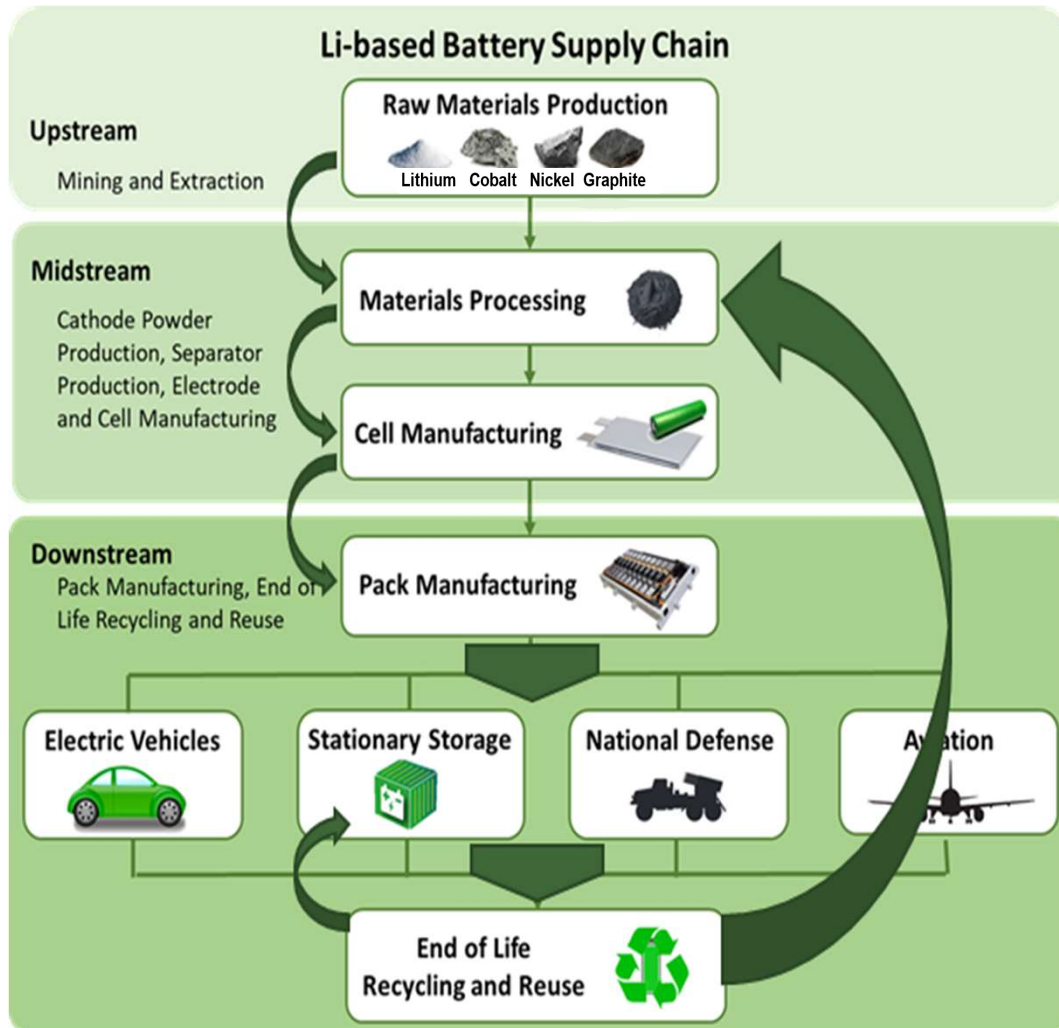 Li-based Battery Supply Chain
Raw Materials Production
Lithium Cobalt Nickel Graphite
Upstream
Mining and Extraction
Midstream
Cathode Powder
Production, Separator
Production, Electrode
and Cell Manufacturing
Materials Processing
Cell Manufacturing
Downstream
Pack Manufacturing, End of
Life Recycling and Reuse
Pack Manufacturing
Electric Vehicles
Stationary Storage
National Defense
Aviation
End of Life
Recycling and Reuse